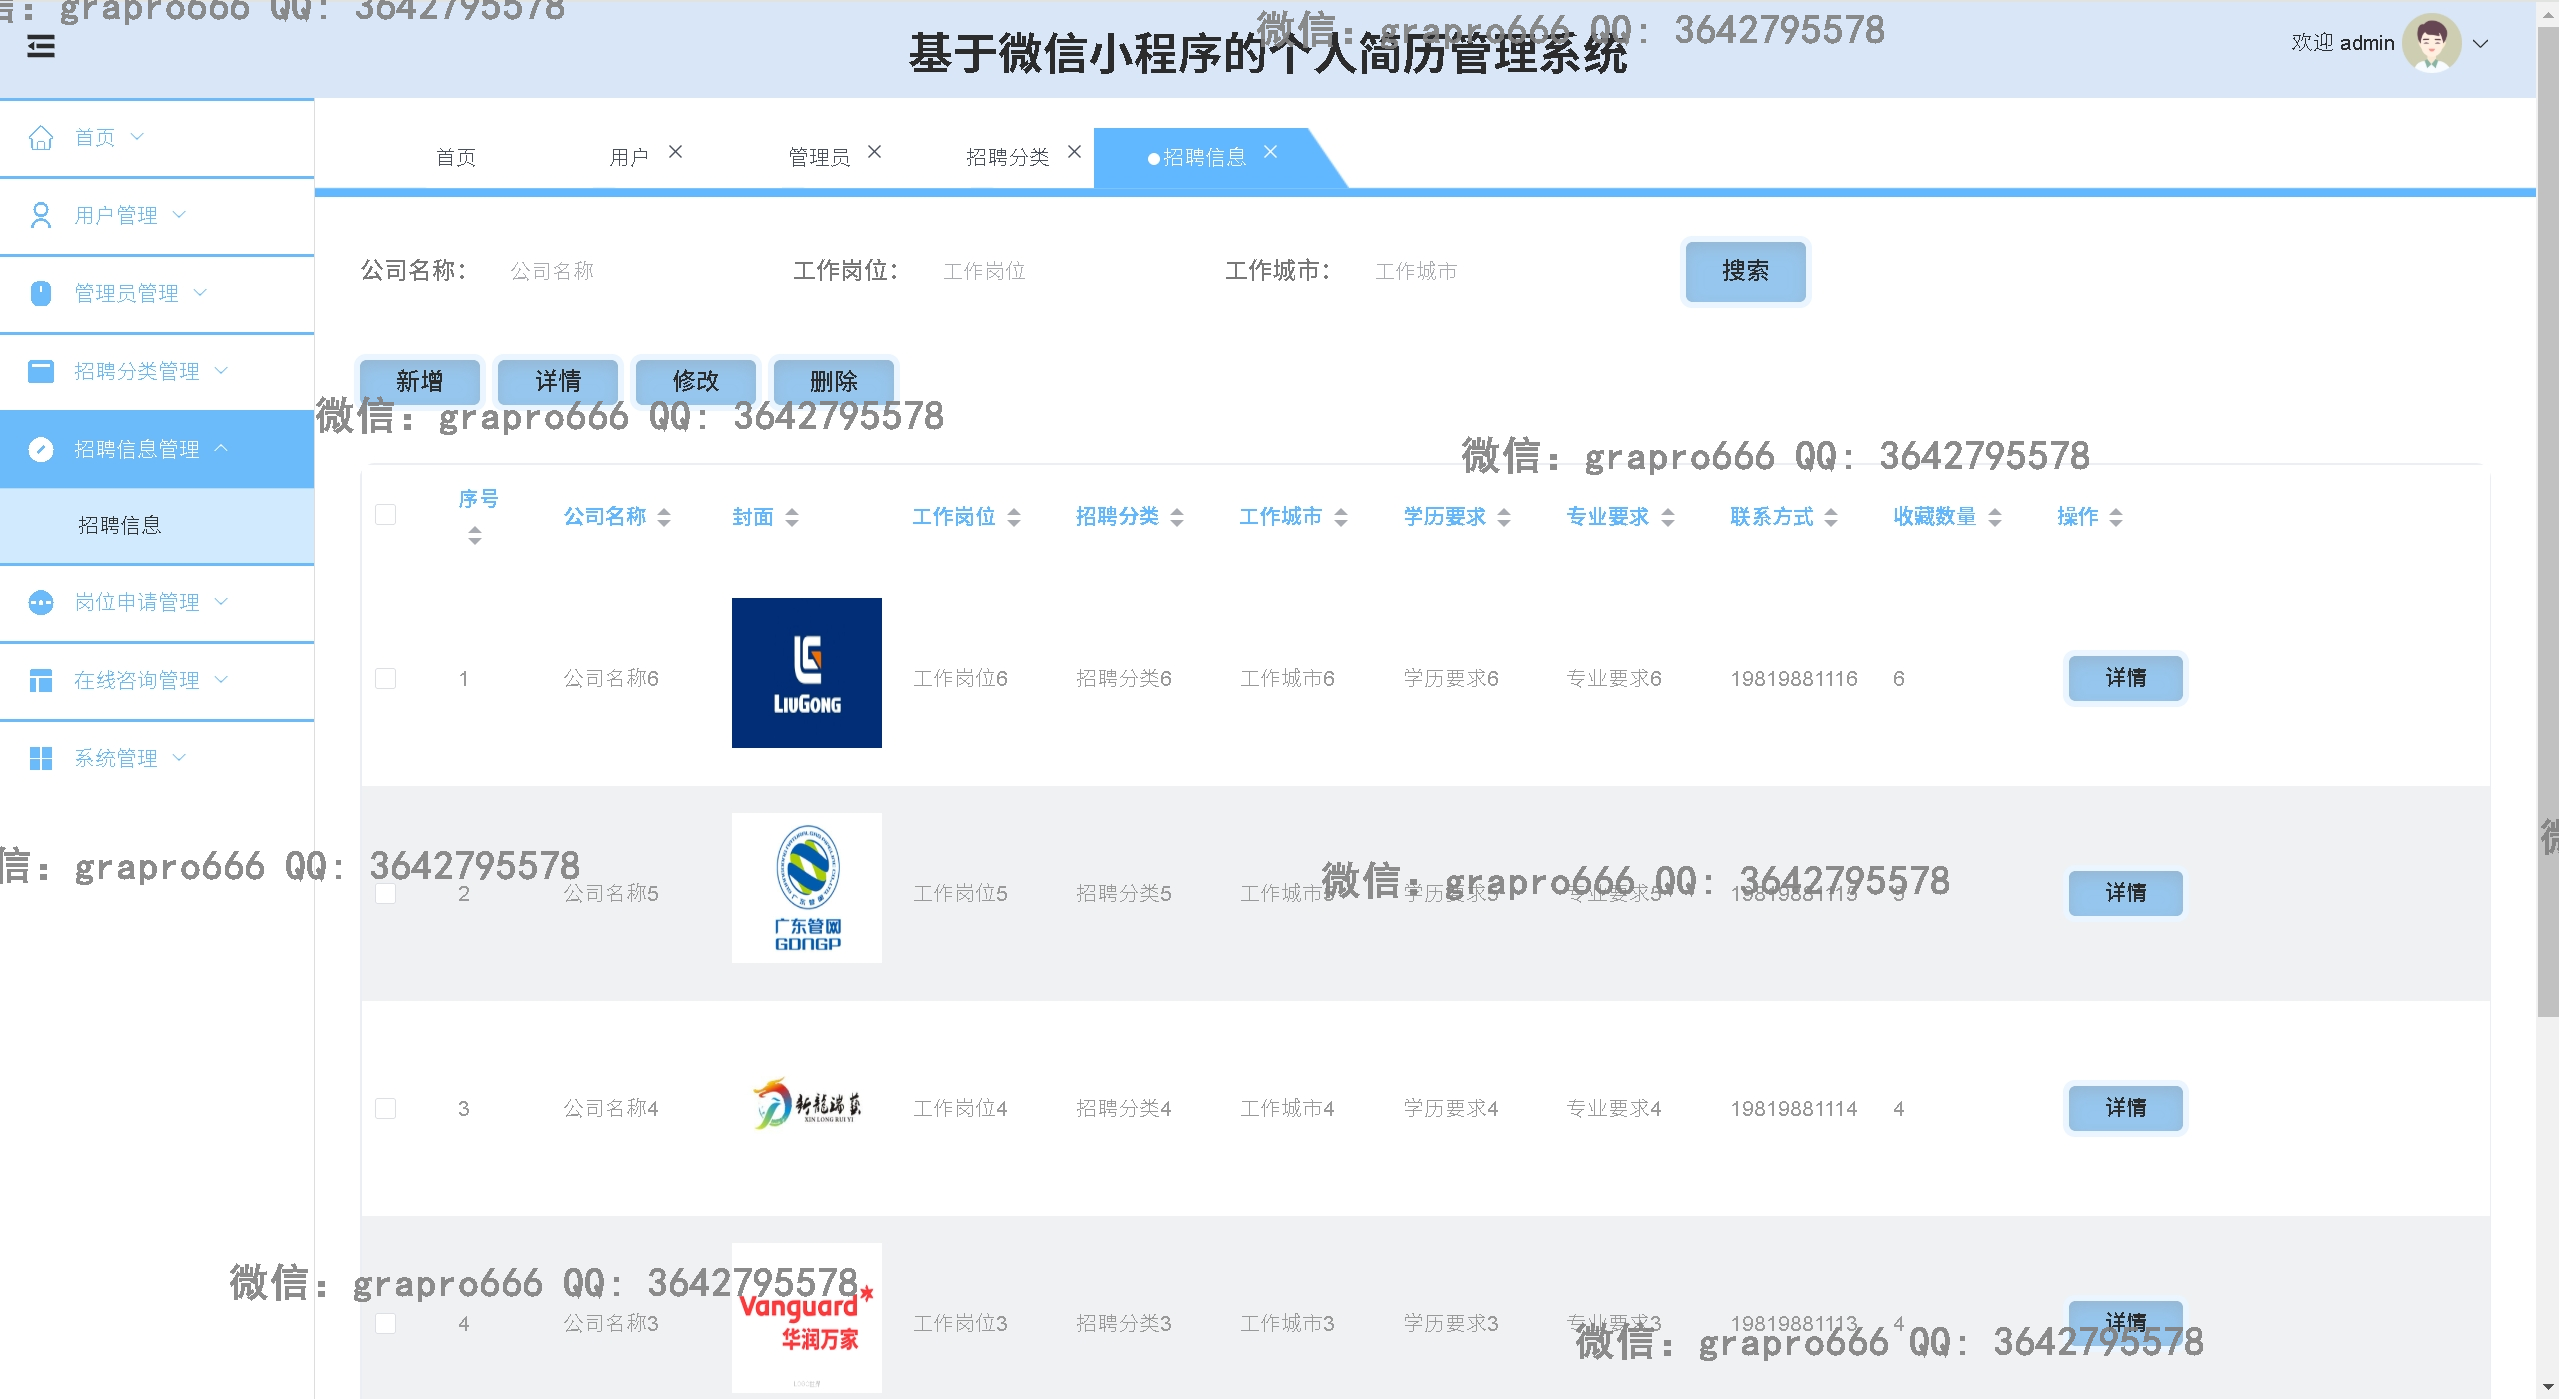 信: grapro666 QQ: 3642795578
微信: grapro666 QQ: 3642795578
基于微信小程序的个人简历管理系统
欢迎 admin
首页
用户管理
管理员管理
招聘分类管理
招聘信息管理
招聘信息
岗位申请管理
在线咨询管理
系统管理
首页 用户 管理员 招聘分类 招聘信息
公司名称: 公司名称 工作岗位: 工作岗位 工作城市: 工作城市 搜索
新增 详情 修改 删除
微信: grapro666 QQ: 3642795578
微信: grapro666 QQ: 3642795578
序号 公司名称 封面 工作岗位 招聘分类 工作城市 学历要求 专业要求 联系方式 收藏数量 操作
1 公司名称6 LIUGONG 工作岗位6 招聘分类6 工作城市6 学历要求6 专业要求6 19819881116 6 详情
信: grapro666 QQ: 3642795578
微信: grapro666 QQ: 3642795578
2 公司名称5 广东管网 GDNGP 工作岗位5 招聘分类5 工作城市5 学历要求5 专业要求5 19819881115 5 详情
3 公司名称4 新龍瑞藝 XIN LONG RUI YI 工作岗位4 招聘分类4 工作城市4 学历要求4 专业要求4 19819881114 4 详情
微信: grapro666 QQ: 3642795578
4 公司名称3 Vanguard 华润万家 工作岗位3 招聘分类3 工作城市3 学历要求3 专业要求3 19819881113 4 详情
微信: grapro666 QQ: 3642795578